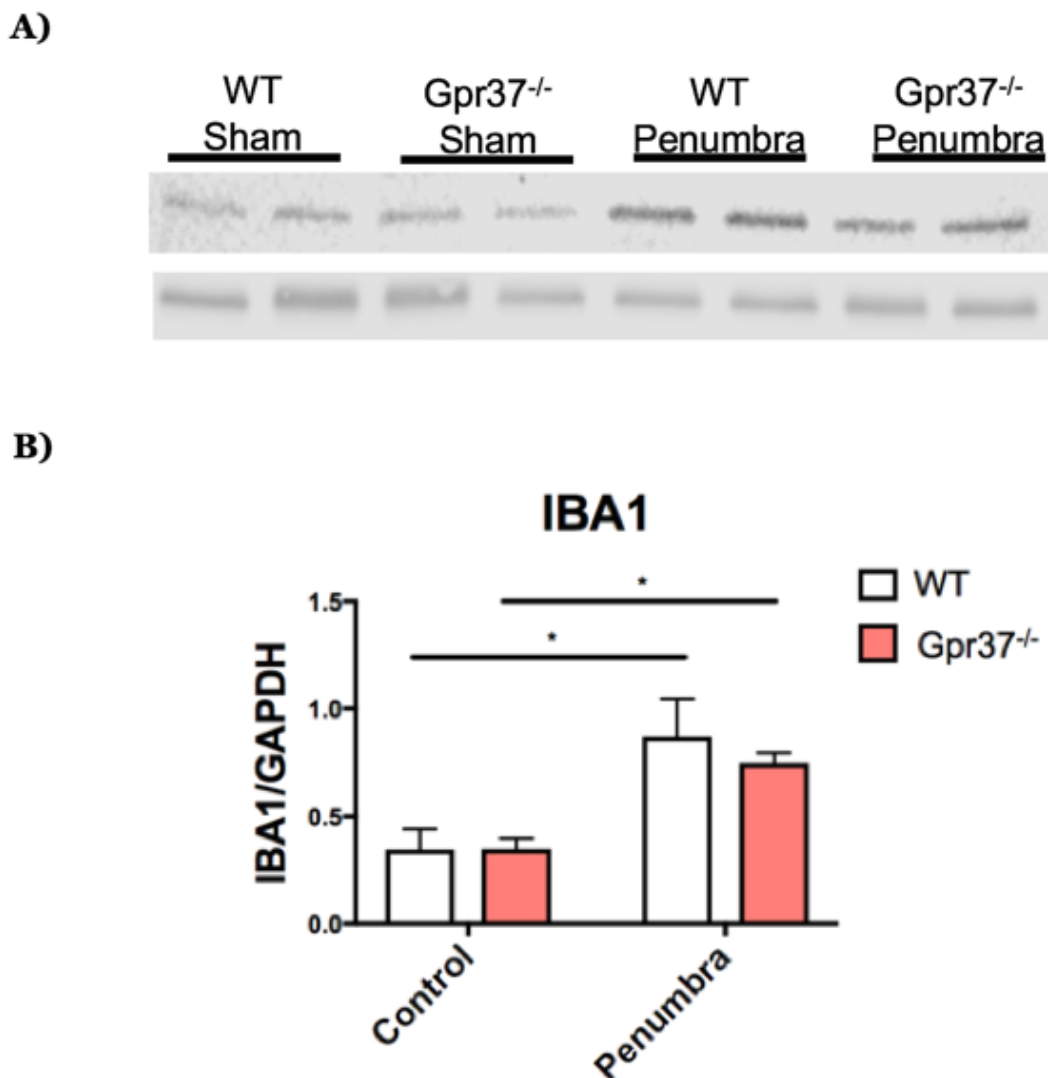 A)
WT Gpr37-/- WT Gpr37-/-
Sham Sham Penumbra Penumbra
B)
IBA1
* WT
1.5
* Gpr37-/-
1.0
IBA1/GAPDH
0.5
0.0
Control Penumbra